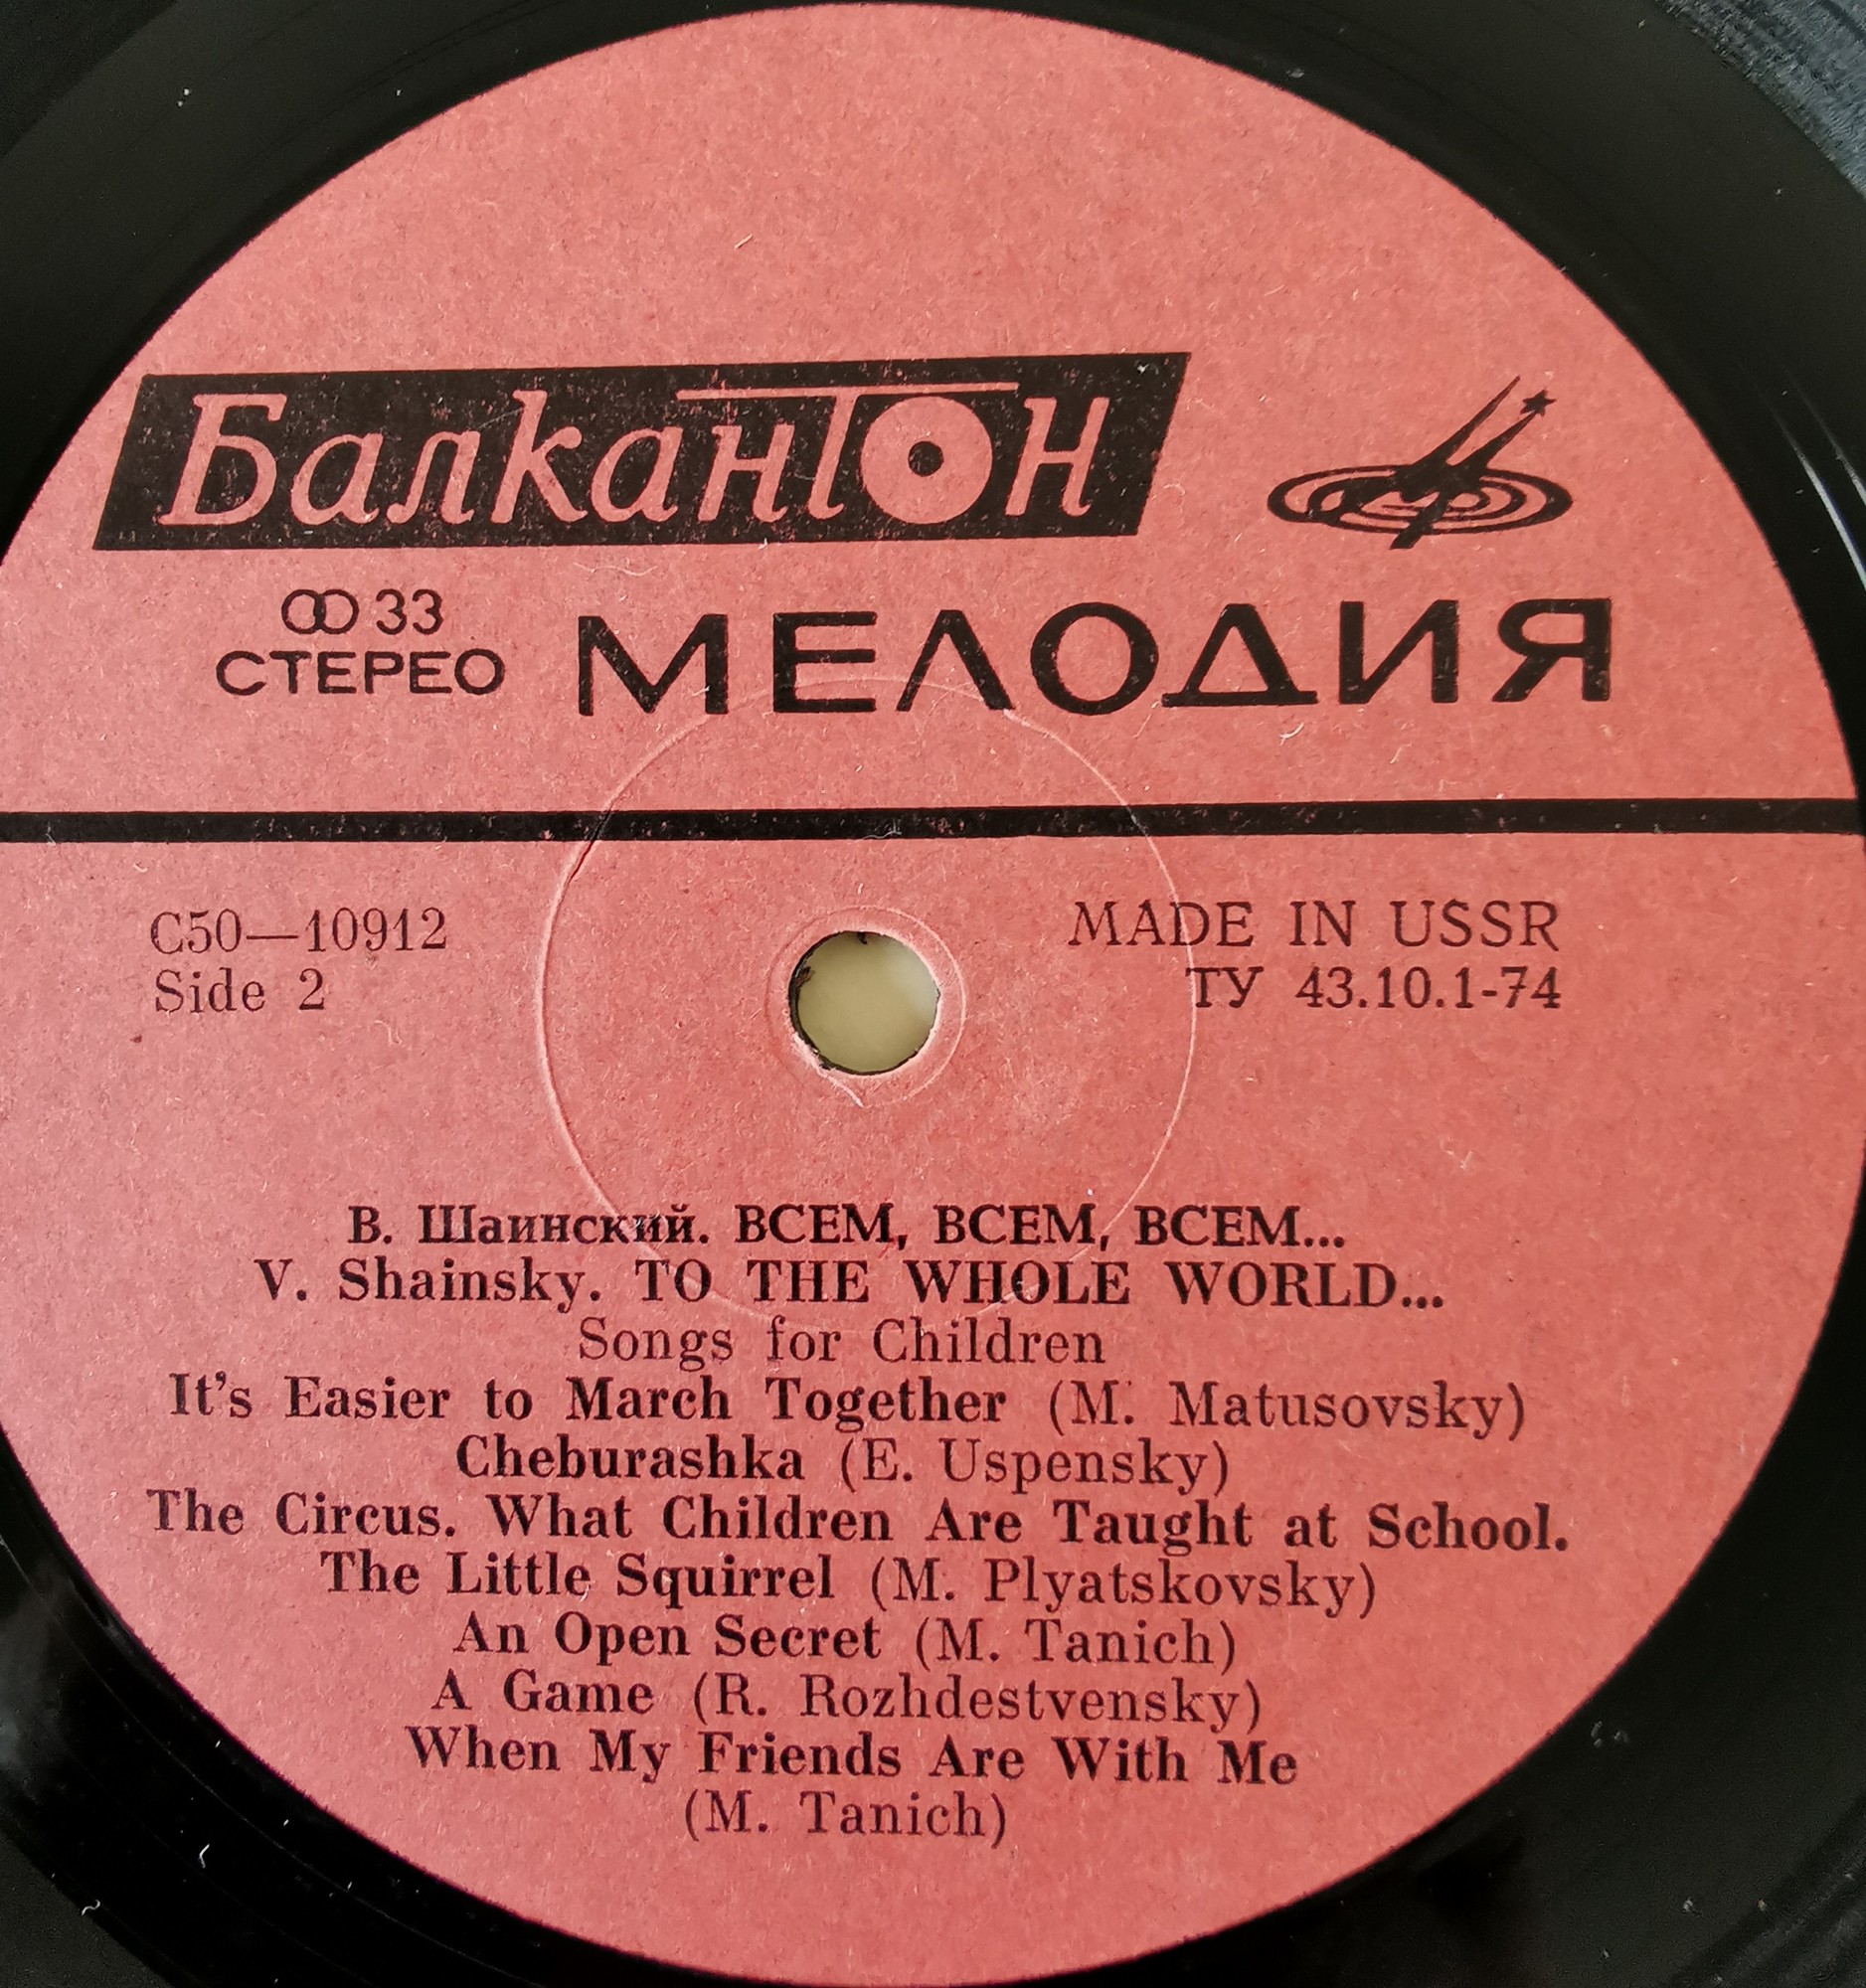 Балкантон
33
СТЕРЕО
МЕЛОДИЯ
С50—10912
Side 2
MADE IN USSR
ТУ 43.10.1-74
В. Шаинский. ВСЕМ, ВСЕМ, ВСЕМ...
V. Shainsky. TO THE WHOLE WORLD...
Songs for Children
It's Easier to March Together (M. Matusovsky)
Cheburashka (E. Uspensky)
The Circus. What Children Are Taught at School.
The Little Squirrel (M. Plyatskovsky)
An Open Secret (M. Tanich)
A Game (R. Rozhdestvensky)
When My Friends Are With Me
(M. Tanich)